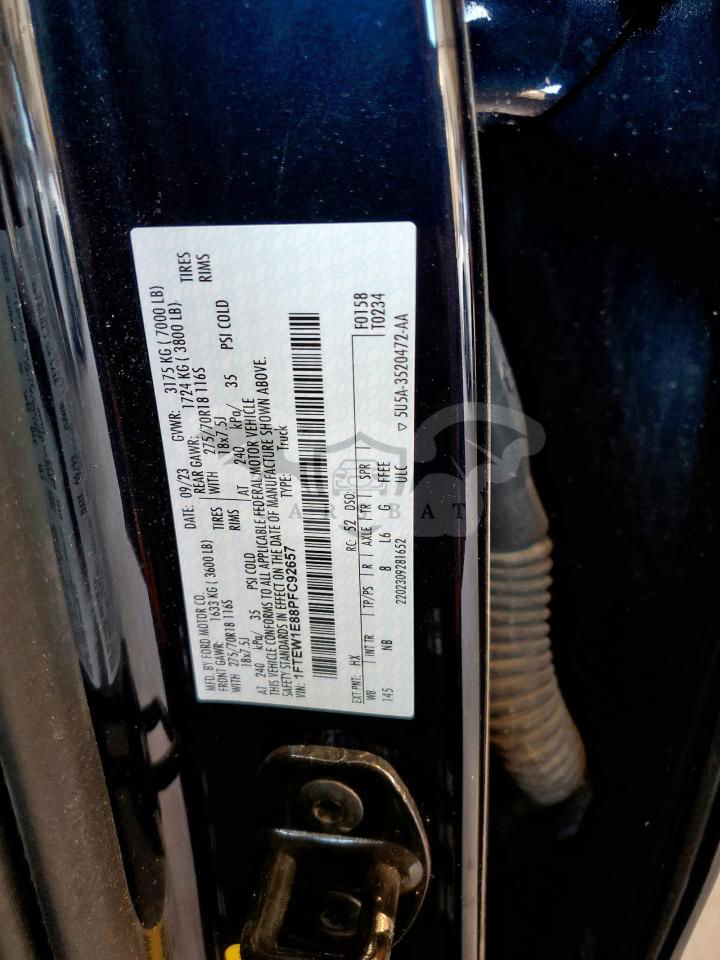 MFD. BY FORD MOTOR CO.
DATE: 09/23 GVWR: 3175 KG ( 7000 LB)
FRONT GAWR: 1633 KG (3600 LB) REAR GAWR: 1724 KG ( 3800 LB)
WITH 275/70R18 116S TIRES WITH 275/70R18 116S TIRES
18x7.5J RIMS 18x7.5J RIMS
AT 240 kPa/ 35 PSI COLD AT 240 kPa/ 35 PSI COLD
THIS VEHICLE CONFORMS TO ALL APPLICABLE FEDERAL MOTOR VEHICLE
SAFETY STANDARDS IN EFFECT ON THE DATE OF MANUFACTURE SHOWN ABOVE.
VIN: 1FTEW1E88PFC92657 TYPE: Truck
EXT PNT: HX RC: 52 DSO: F0158
WB INT TR TP/PS R AXLE TR SPR T0234
145 NB 8 L6 G FFEE
2202309281652 ULC ▽ 5U5A-3520472-AA